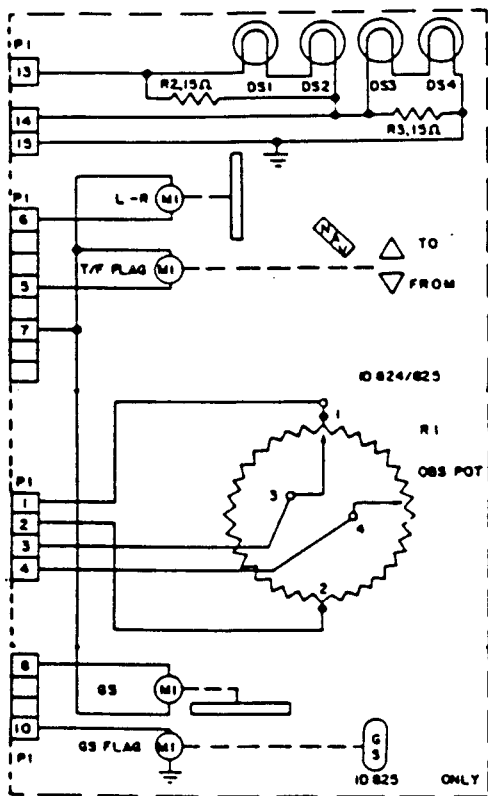 P1
13
DS1 DS2 DS3 DS4
R2,15Ω
14
R3,15Ω
15
P1
L-R M1
6
TO
T/F FLAG M1
NAV
5
FROM
7
ID 824/825
1
R1
OBS POT
P1
1
3
2
4
3
4
2
8
GS M1
10
GS FLAG M1
GS
P1
ID 825 ONLY